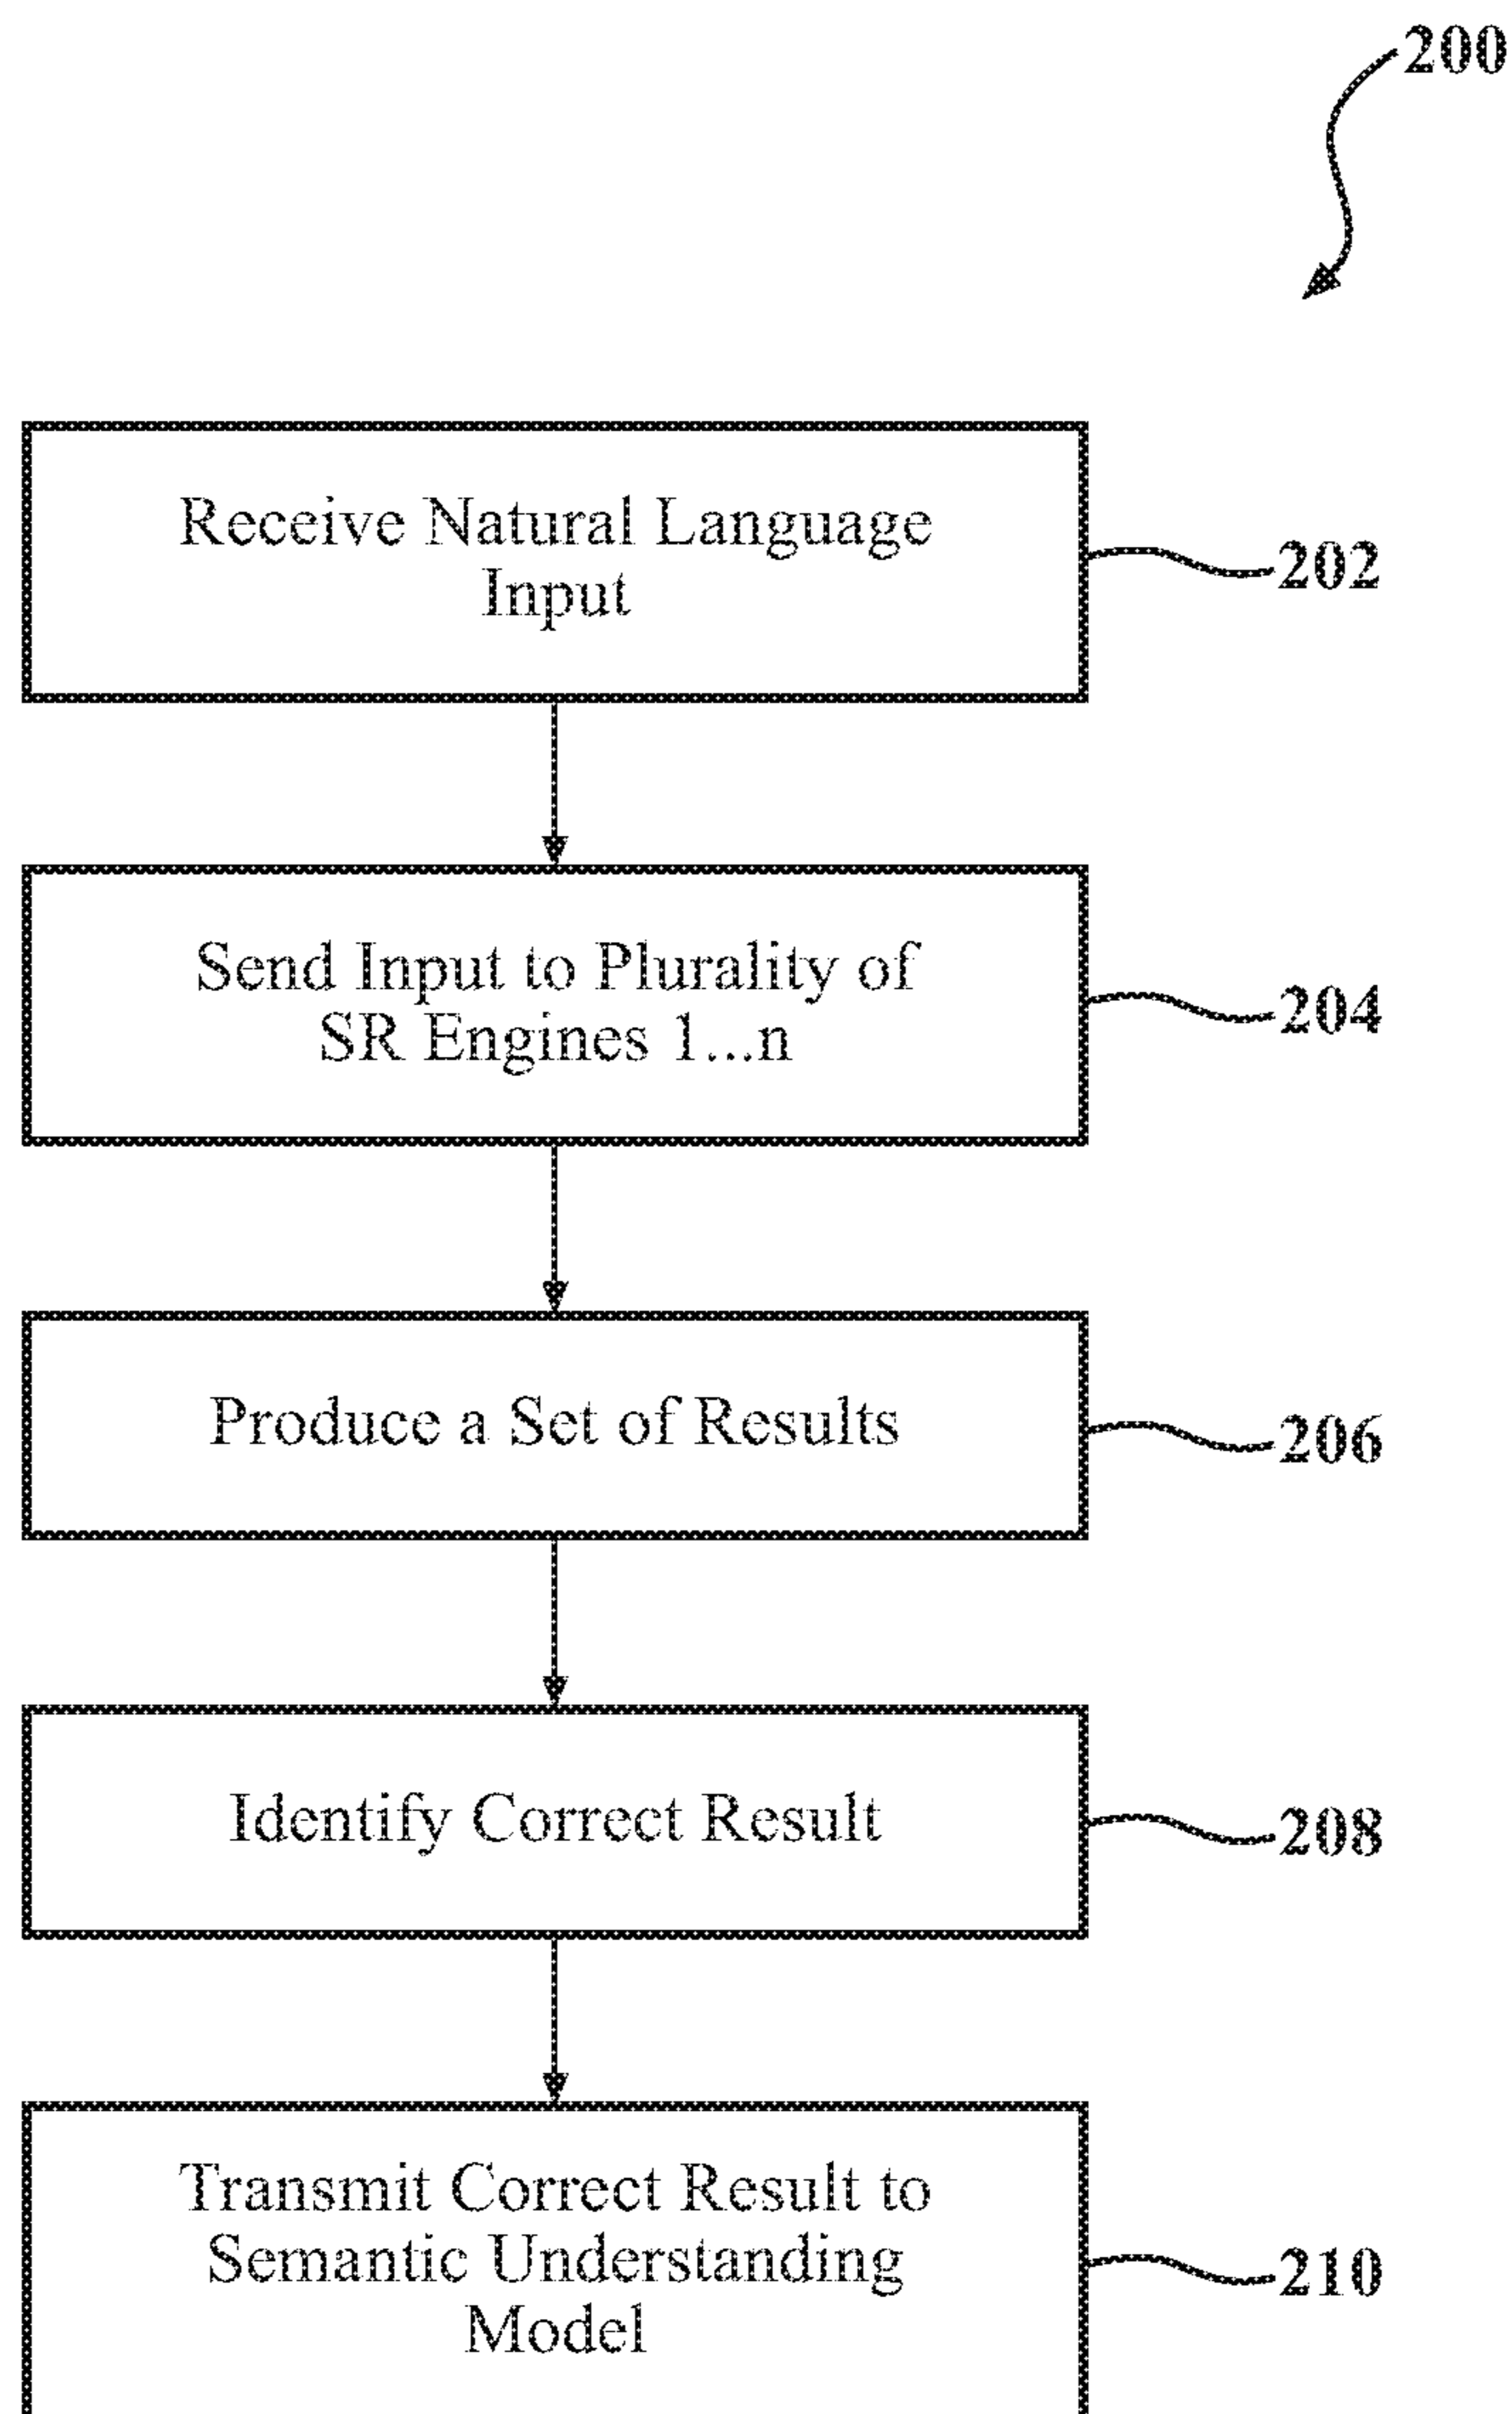 200
Receive Natural Language
Input
202
Send Input to Plurality of
SR Engines 1...n
204
Produce a Set of Results
206
Identify Correct Result
208
Transmit Correct Result to
Semantic Understanding
Model
210